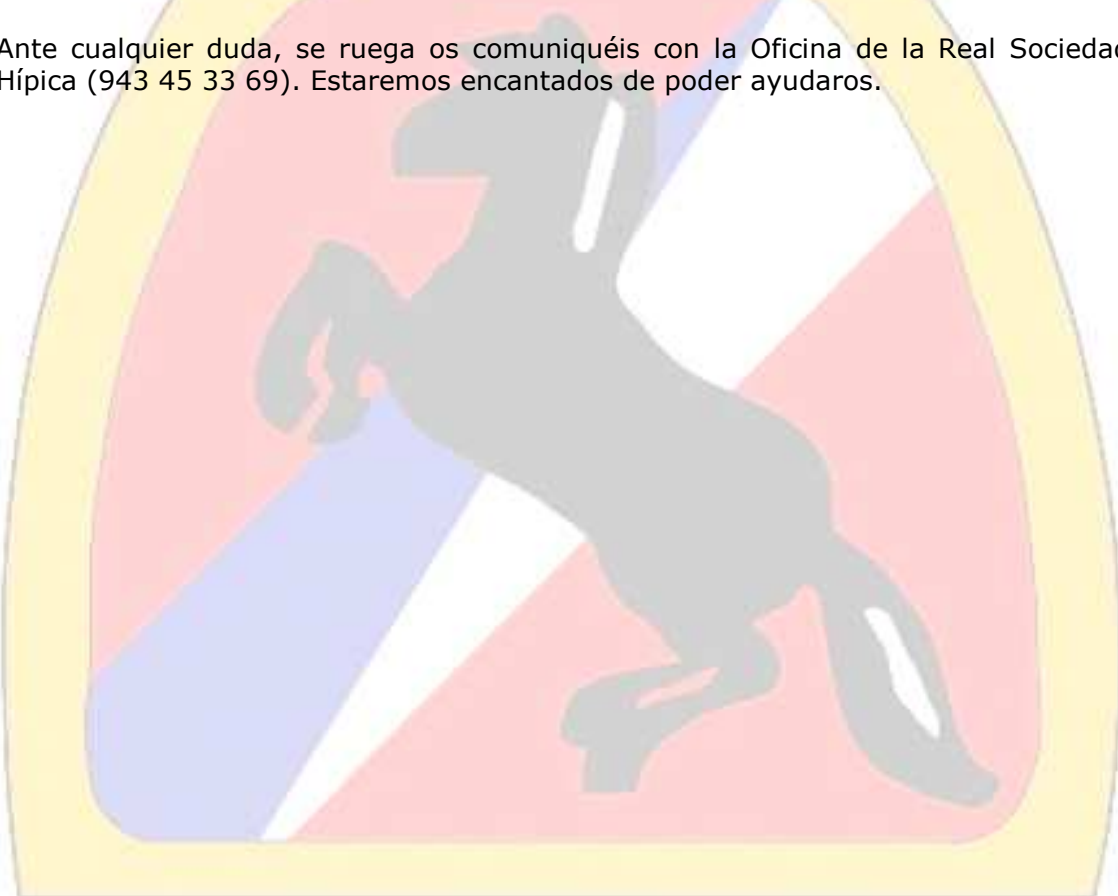 Ante cualquier duda, se ruega os comuniquéis con la Oficina de la Real Sociedad
Hípica (943 45 33 69). Estaremos encantados de poder ayudaros.